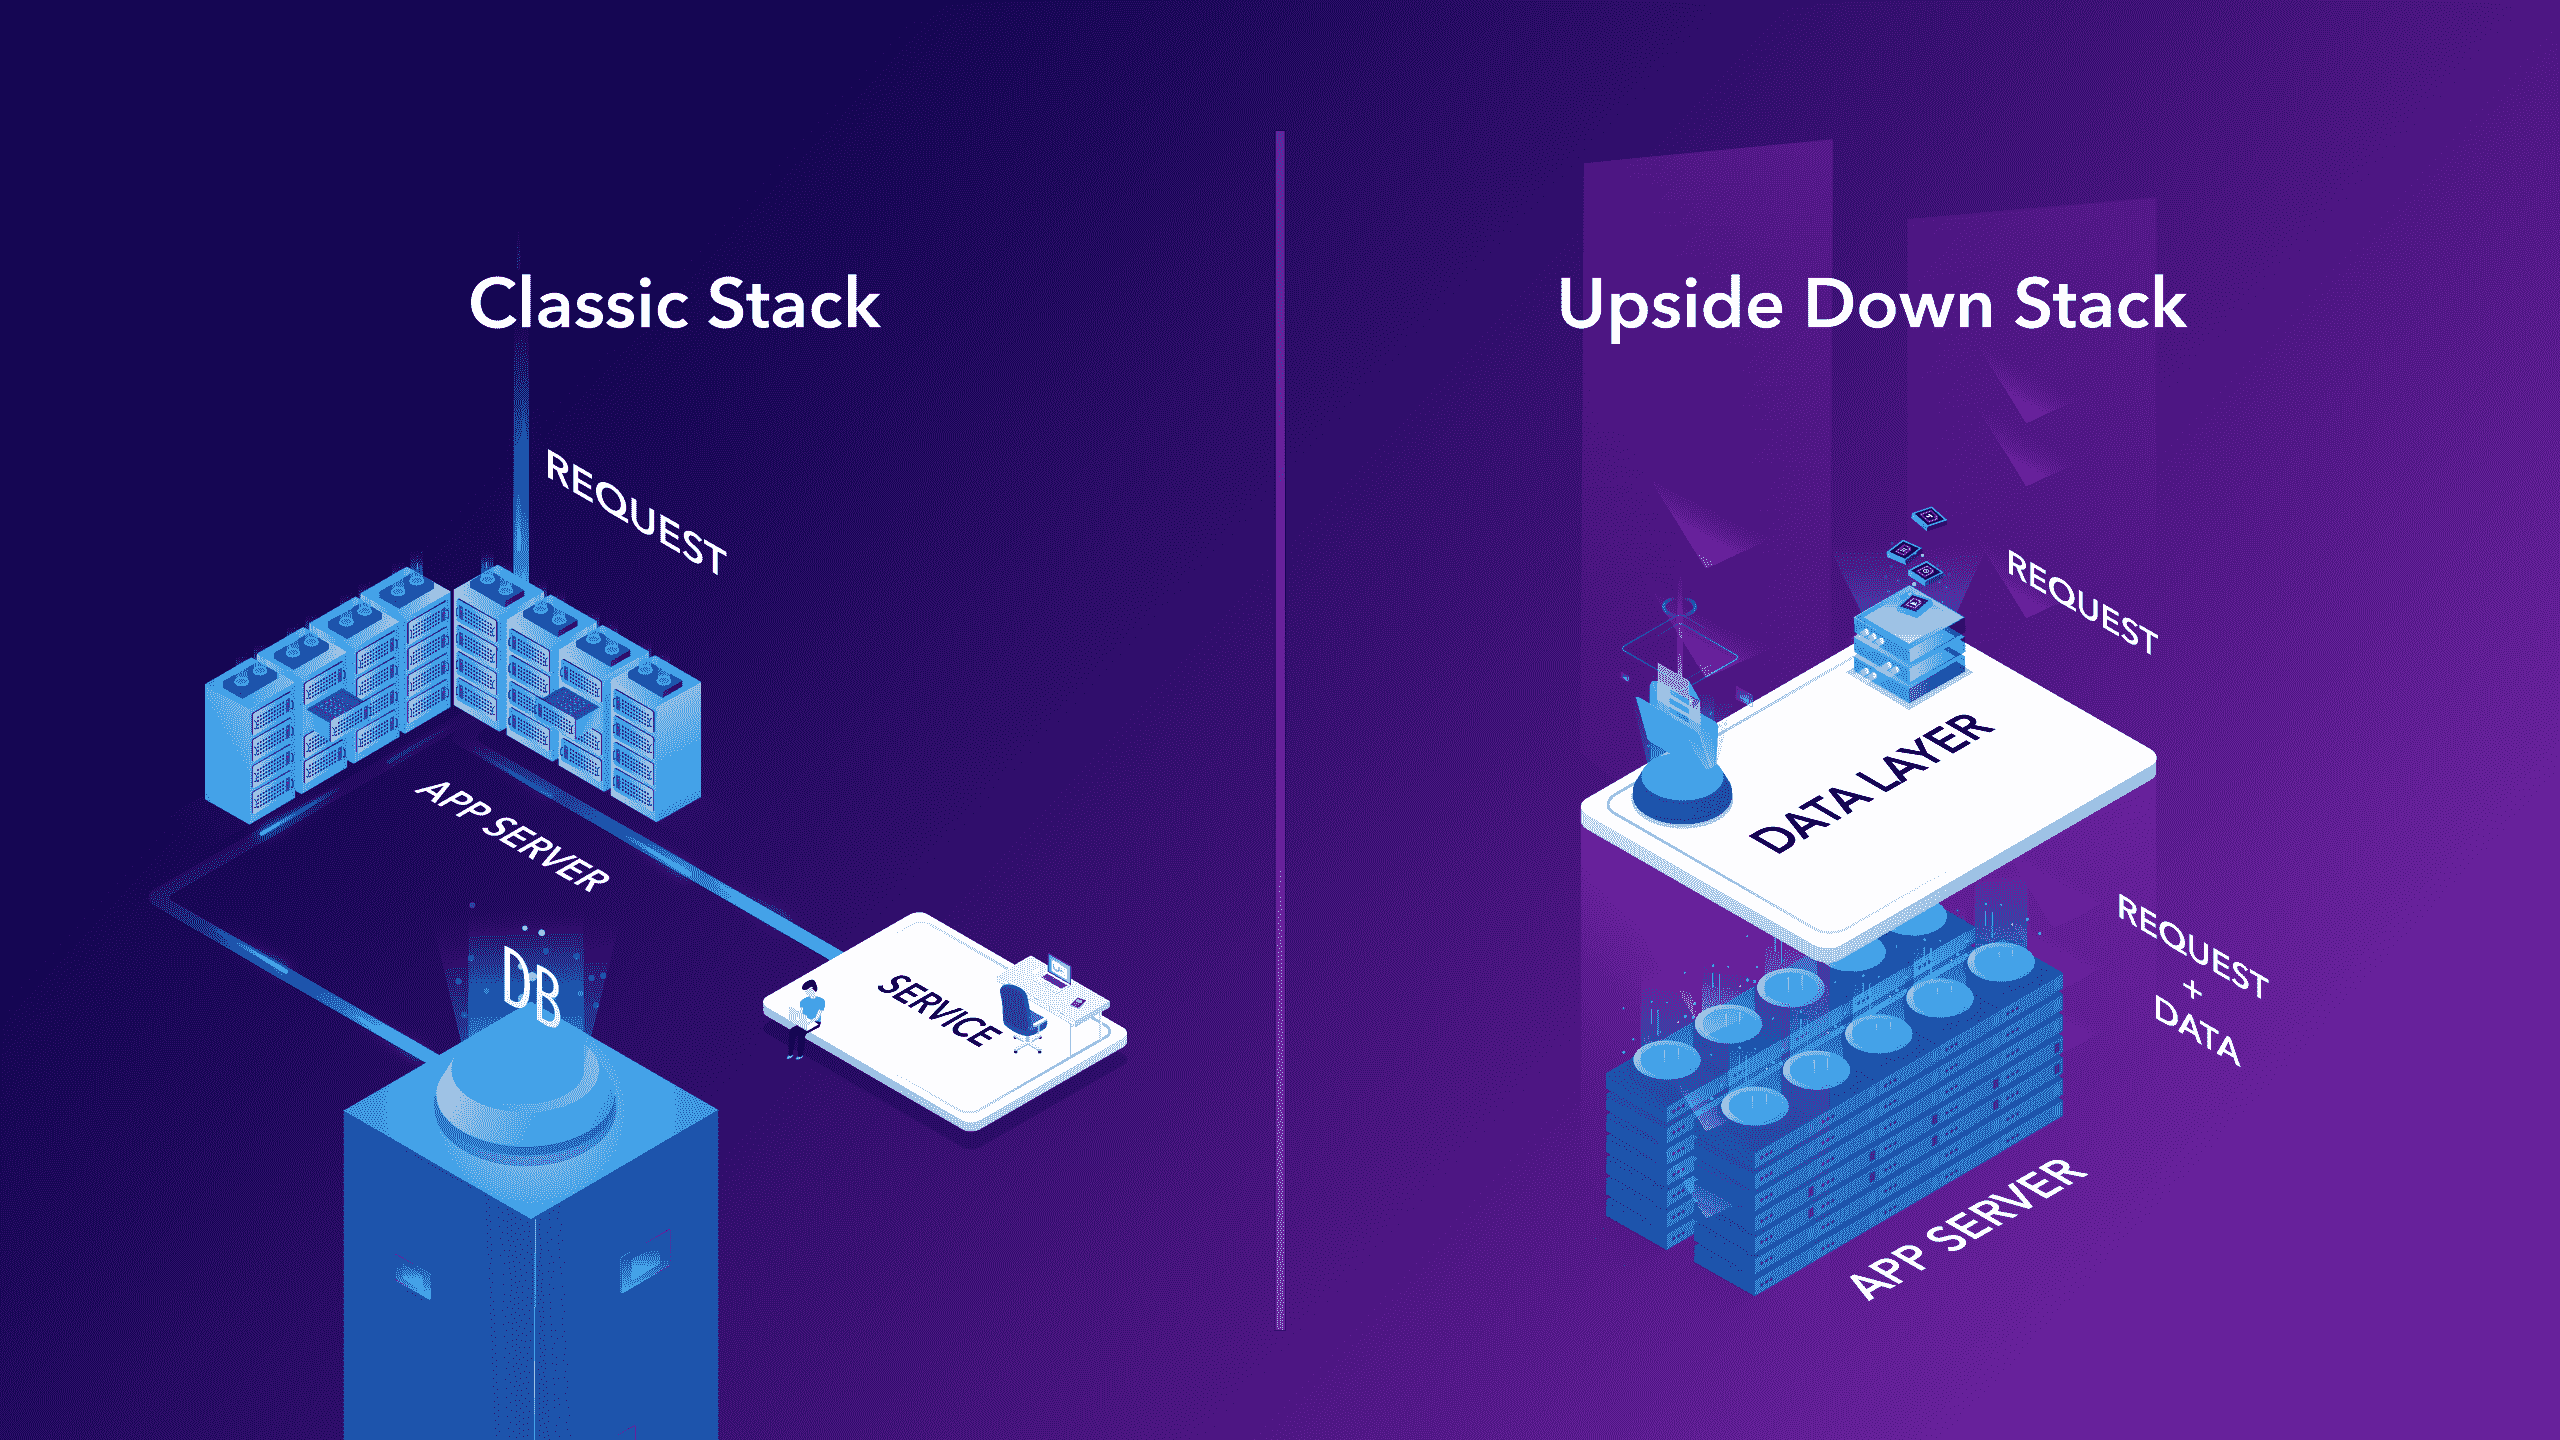 Classic Stack
REQUEST
APP SERVER
DB
SERVICE
Upside Down Stack
REQUEST
DATA LAYER
REQUEST
+
DATA
APP SERVER